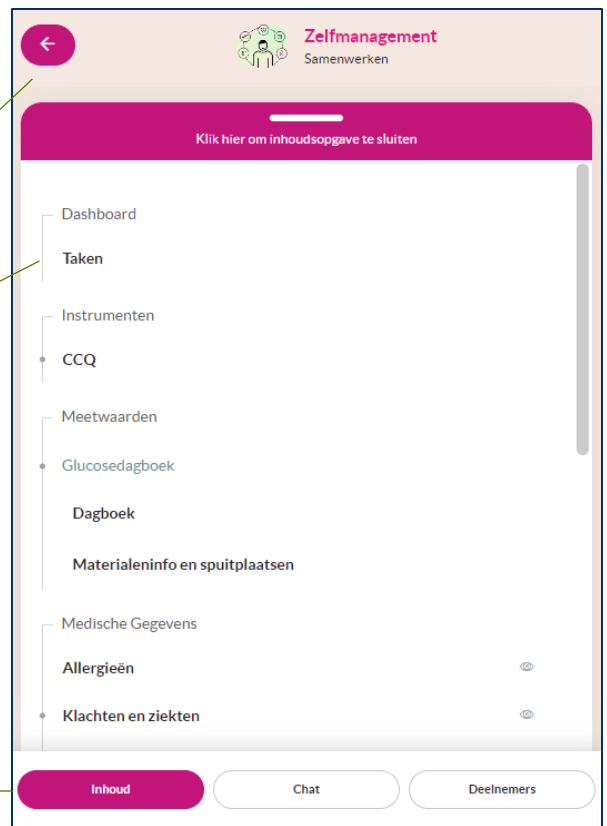 Zelfmanagement
Samenwerken
Klik hier om inhoudsopgave te sluiten
Dashboard
Taken
Instrumenten
CCQ
Meetwaarden
Glucosedagboek
Dagboek
Materialeninfo en spuitplaatsen
Medische Gegevens
Allergieën
Klachten en ziekten
Inhoud
Chat
Deelnemers